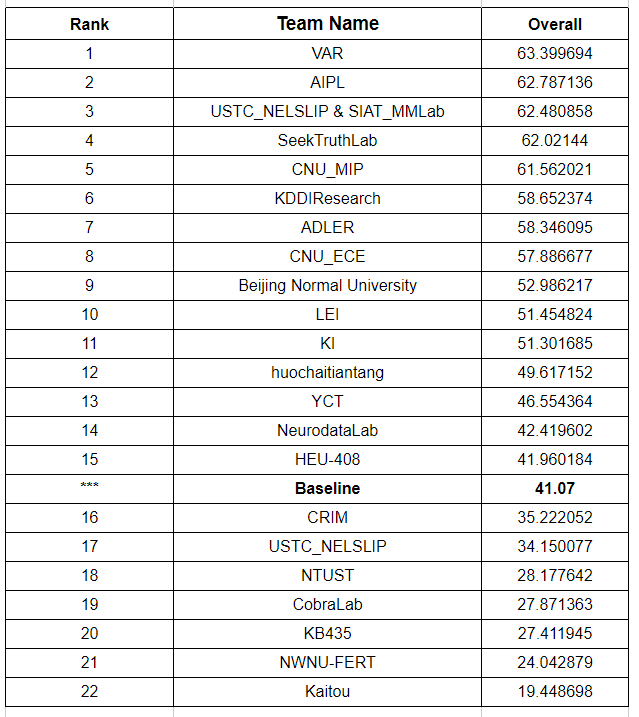 Rank Team Name Overall
1 VAR 63.399694
2 AIPL 62.787136
3 USTC_NELSLIP & SIAT_MMLab 62.480858
4 SeekTruthLab 62.02144
5 CNU_MIP 61.562021
6 KDDIResearch 58.652374
7 ADLER 58.346095
8 CNU_ECE 57.886677
9 Beijing Normal University 52.986217
10 LEI 51.454824
11 KI 51.301685
12 huochaitiantang 49.617152
13 YCT 46.554364
14 NeurodataLab 42.419602
15 HEU-408 41.960184
*** Baseline 41.07
16 CRIM 35.222052
17 USTC_NELSLIP 34.150077
18 NTUST 28.177642
19 CobraLab 27.871363
20 KB435 27.411945
21 NWNU-FERT 24.042879
22 Kaitou 19.448698